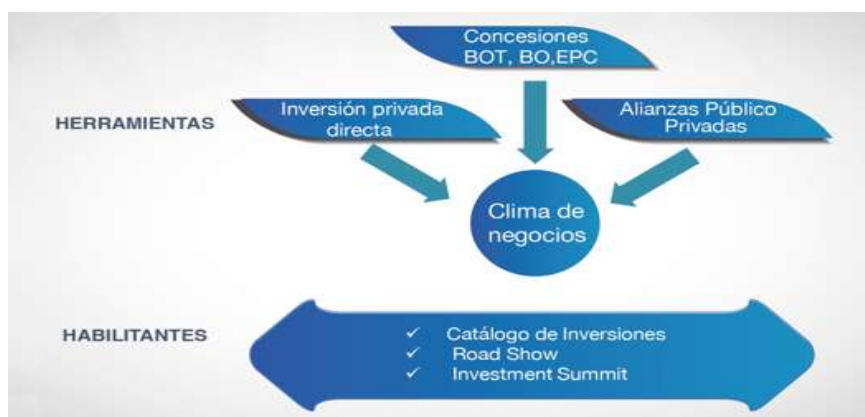 Concesiones
BOT, BO,EPC
HERRAMIENTAS
Inversión privada
directa
Alianzas Público
Privadas
Clima de
negocios
HABILITANTES
✓ Catálogo de Inversiones
✓ Road Show
✓ Investment Summit